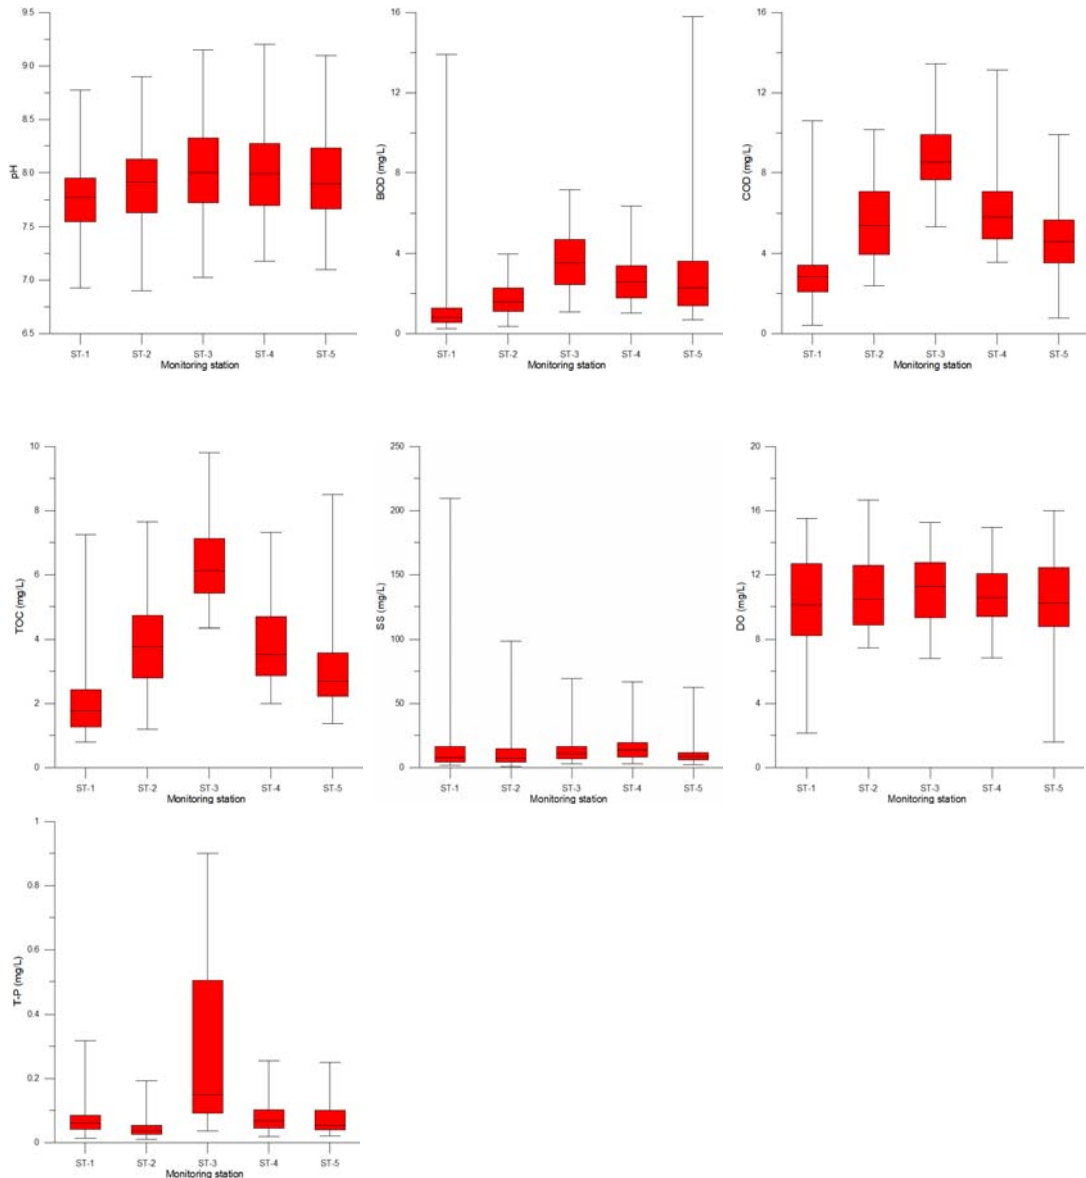 9.5
9.0
8.5
8.0
7.5
7.0
6.5
pH
ST-1 ST-2 ST-3 ST-4 ST-5
Monitoring station
16
12
8
4
0
BOD (mg/L)
ST-1 ST-2 ST-3 ST-4 ST-5
Monitoring station
16
12
8
4
0
COD (mg/L)
ST-1 ST-2 ST-3 ST-4 ST-5
Monitoring station
10
8
6
4
2
0
TOC (mg/L)
ST-1 ST-2 ST-3 ST-4 ST-5
Monitoring station
250
200
150
100
50
0
SS (mg/L)
ST-1 ST-2 ST-3 ST-4 ST-5
Monitoring station
20
16
12
8
4
0
DO (mg/L)
ST-1 ST-2 ST-3 ST-4 ST-5
Monitoring station
1
0.8
0.6
0.4
0.2
0
T-P (mg/L)
ST-1 ST-2 ST-3 ST-4 ST-5
Monitoring station